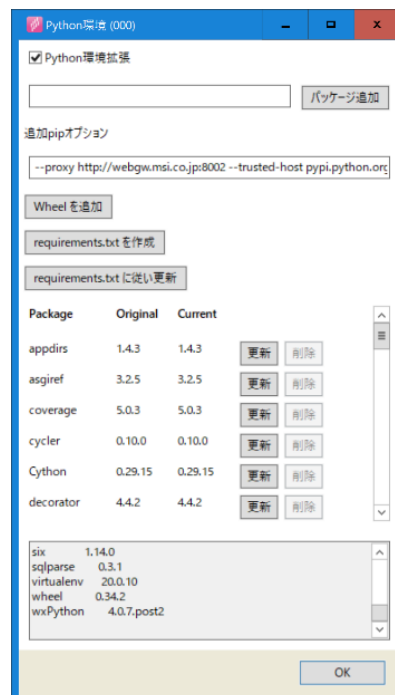 Python環境 (000)
Python環境拡張
パッケージ追加
追加pipオプション
--proxy http://webgw.msi.co.jp:8002 --trusted-host pypi.python.org
Wheel を追加
requirements.txt を作成
requirements.txt に従い更新
Package Original Current
appdirs 1.4.3 1.4.3 更新 削除
asgiref 3.2.5 3.2.5 更新 削除
coverage 5.0.3 5.0.3 更新 削除
cycler 0.10.0 0.10.0 更新 削除
Cython 0.29.15 0.29.15 更新 削除
decorator 4.4.2 4.4.2 更新 削除
six 1.14.0
sqlparse 0.3.1
virtualenv 20.0.10
wheel 0.34.2
wxPython 4.0.7.post2
OK